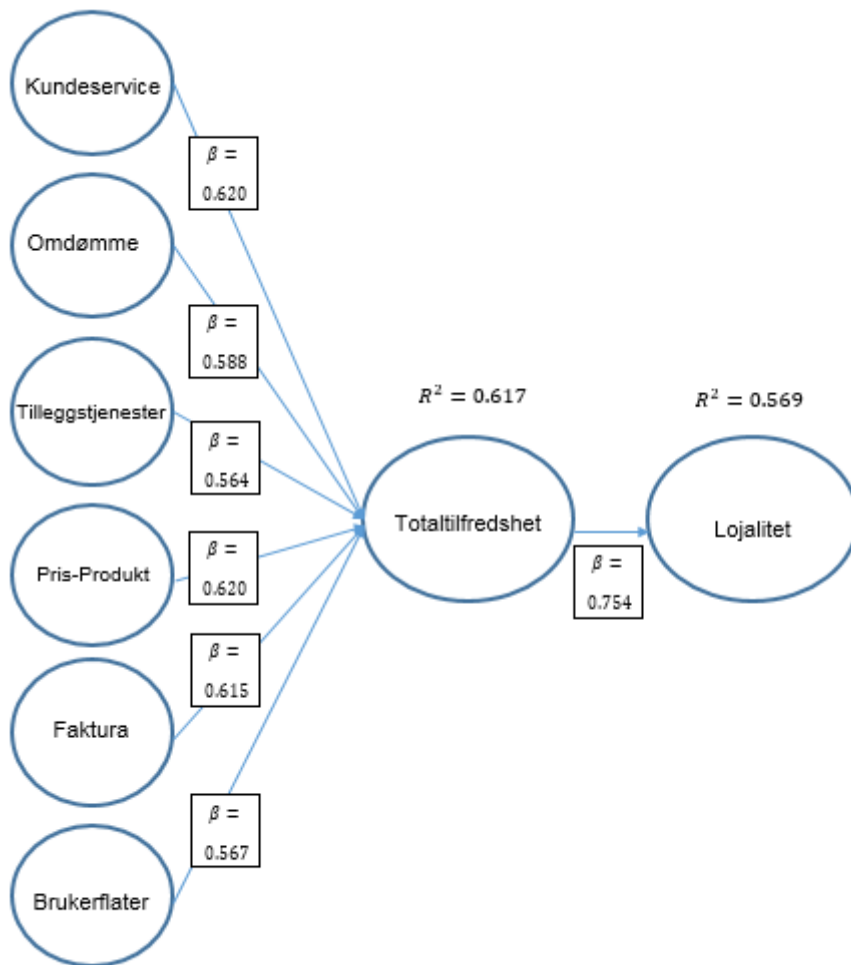 Kundeservice
β =
0.620
Omdømme
β =
0.588
Tilleggstjenester
β =
0.564
Pris-Produkt
β =
0.620
Faktura
β =
0.615
Brukerflater
β =
0.567
R² = 0.617
Totaltilfredshet
β =
0.754
R² = 0.569
Lojalitet